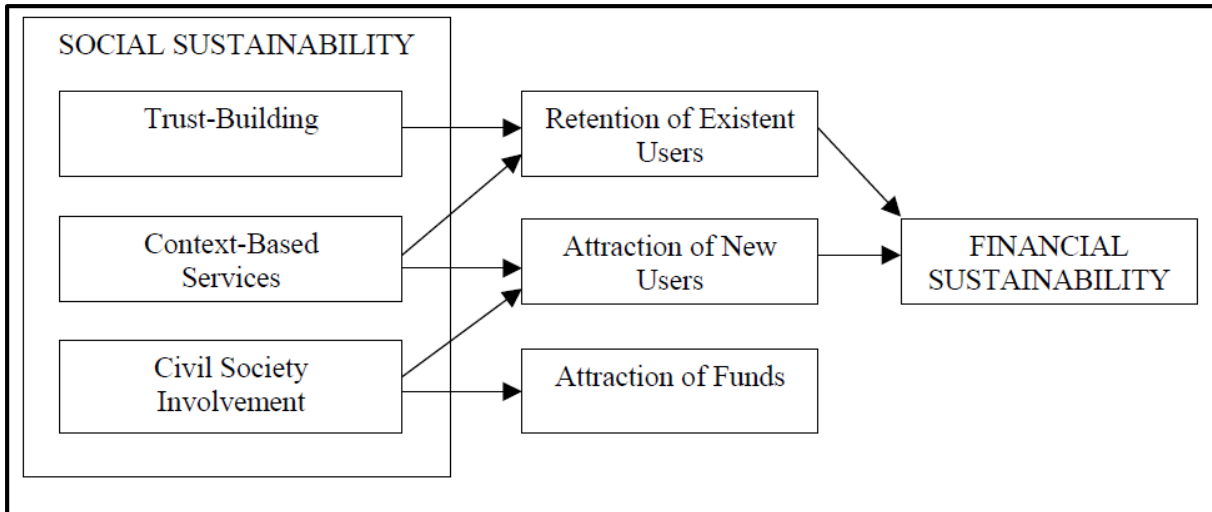 SOCIAL SUSTAINABILITY
Trust-Building
Context-Based
Services
Civil Society
Involvement
Retention of Existent
Users
Attraction of New
Users
Attraction of Funds
FINANCIAL
SUSTAINABILITY